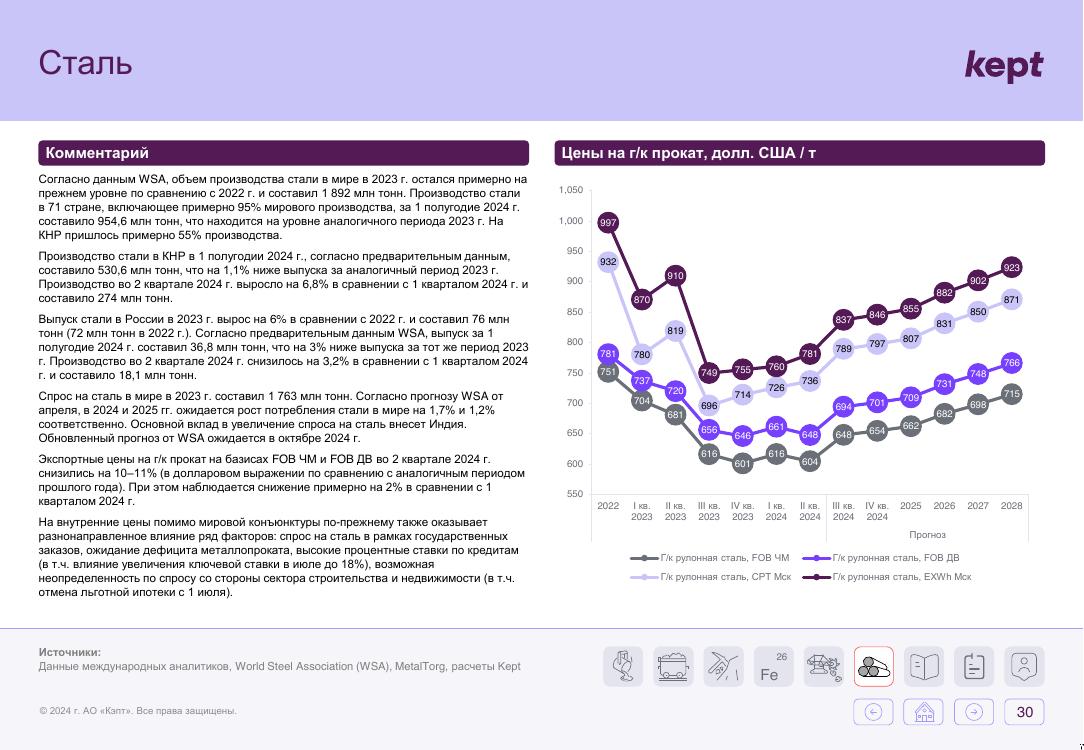 Сталь
kept
Комментарий
Согласно данным WSA, объем производства стали в мире в 2023 г. остался примерно на
прежнем уровне по сравнению с 2022 г. и составил 1 892 млн тонн. Производство стали
в 71 стране, включающее примерно 95% мирового производства, за 1 полугодие 2024 г.
составило 954,6 млн тонн, что находится на уровне аналогичного периода 2023 г. На
КНР пришлось примерно 55% производства.
Производство стали в КНР в 1 полугодии 2024 г., согласно предварительным данным,
составило 530,6 млн тонн, что на 1,1% ниже выпуска за аналогичный период 2023 г.
Производство во 2 квартале 2024 г. выросло на 6,8% в сравнении с 1 кварталом 2024 г. и
составило 274 млн тонн.
Выпуск стали в России в 2023 г. вырос на 6% в сравнении с 2022 г. и составил 76 млн
тонн (72 млн тонн в 2022 г.). Согласно предварительным данным WSA, выпуск за 1
полугодие 2024 г. составил 36,8 млн тонн, что на 3% ниже выпуска за тот же период 2023
г. Производство во 2 квартале 2024 г. снизилось на 3,2% в сравнении с 1 кварталом 2024
г. и составило 18,1 млн тонн.
Спрос на сталь в мире в 2023 г. составил 1 763 млн тонн. Согласно прогнозу WSA от
апреля, в 2024 и 2025 гг. ожидается рост потребления стали в мире на 1,7% и 1,2%
соответственно. Основной вклад в увеличение спроса на сталь внесет Индия.
Обновленный прогноз от WSA ожидается в октябре 2024 г.
Экспортные цены на г/к прокат на базисах FOB ЧМ и FOB ДВ во 2 квартале 2024 г.
снизились на 10–11% (в долларовом выражении по сравнению с аналогичным периодом
прошлого года). При этом наблюдается снижение примерно на 2% в сравнении с 1
кварталом 2024 г.
На внутренние цены помимо мировой конъюнктуры по-прежнему также оказывает
разнонаправленное влияние ряд факторов: спрос на сталь в рамках государственных
заказов, ожидание дефицита металлопроката, высокие процентные ставки по кредитам
(в т.ч. влияние увеличения ключевой ставки в июле до 18%), возможная
неопределенность по спросу со стороны сектора строительства и недвижимости (в т.ч.
отмена льготной ипотеки с 1 июля).
Цены на г/к прокат, долл. США / т
1,050
1,000
950
900
850
800
750
700
650
600
550
997 870 910 749 755 760 781 837 846 855 882 902 923
932 780 819 696 714 726 736 789 797 807 831 850 871
781 737 720 656 646 661 648 694 701 709 731 748 766
751 704 681 616 601 616 604 648 654 662 682 698 715
2022 I кв. II кв. III кв. IV кв. I кв. II кв. III кв. IV кв. 2025 2026 2027 2028
2023 2023 2023 2023 2024 2024 2024 2024
Прогноз
Г/к рулонная сталь, FOB ЧМ Г/к рулонная сталь, FOB ДВ
Г/к рулонная сталь, CPT Мск Г/к рулонная сталь, EXWh Мск
Источники:
Данные международных аналитиков, World Steel Association (WSA), MetalTorg, расчеты Kept
26
Fe
© 2024 г. АО «Кэпт». Все права защищены.
30